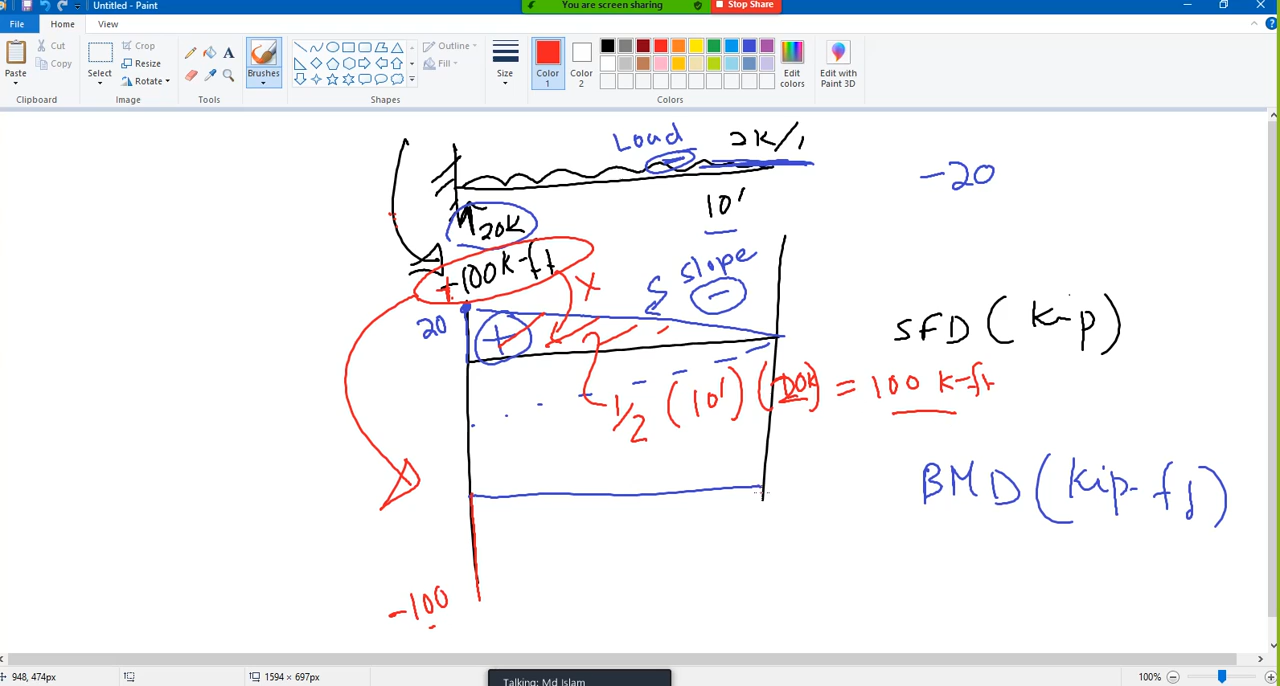 Untitled - Paint
You are screen sharing
Stop Share
File
Home
View
Paste
Cut
Copy
Clipboard
Select
Crop
Resize
Rotate
Image
Tools
Brushes
Shapes
Outline
Fill
Size
Color 1
Color 2
Edit colors
Colors
Edit with Paint 3D
Load
2K/
-20
10'
20K
100K-ft
slope
20
+
SFD (Kip)
1/2 (10')
= 100 K-ft
BMD (Kip-ft)
-100
948, 474px
1594 × 697px
100%
Talking: Md Islam